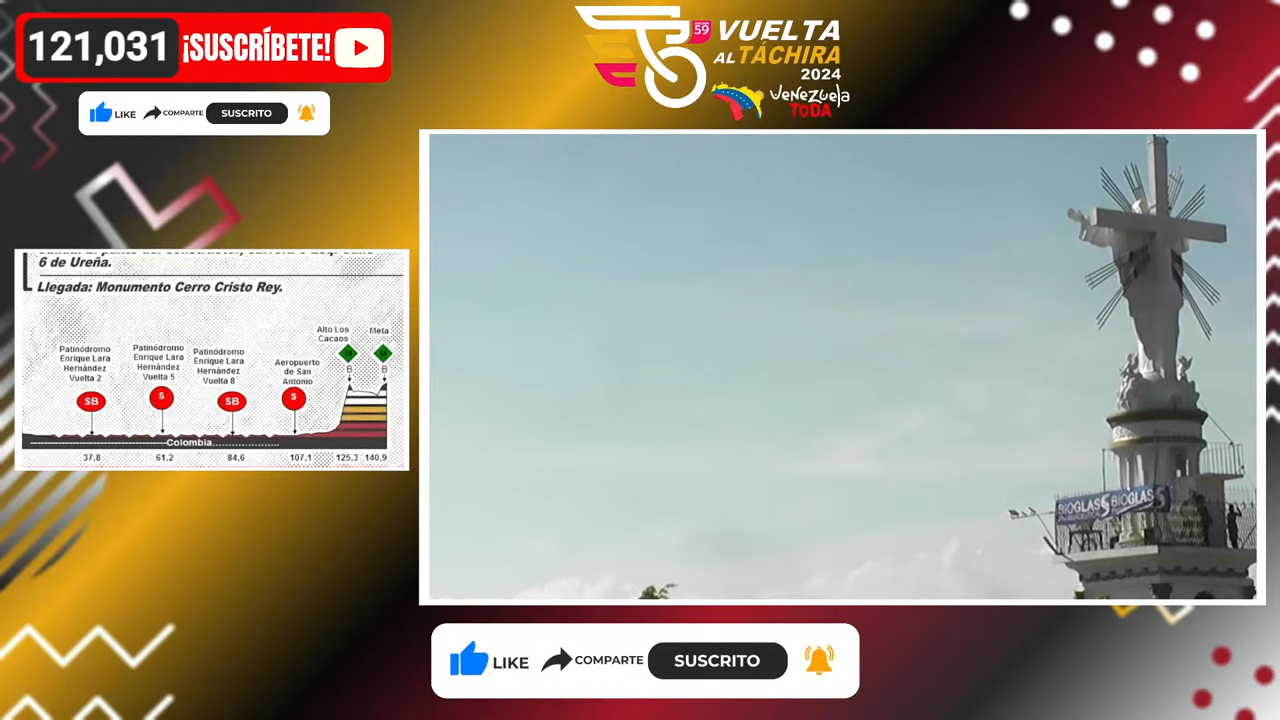 121,031 ¡SUSCRÍBETE!
LIKE COMPARTE SUSCRITO
EDICIÓN 59
VUELTA
AL TÁCHIRA
2024
Venezuela
TODA
6 de Ureña.
Llegada: Monumento Cerro Cristo Rey.
Patinódromo
Enrique Lara
Hernández
Vuelta 2
Patinódromo
Enrique Lara
Hernández
Vuelta 5
Patinódromo
Enrique Lara
Hernández
Vuelta 8
Aeropuerto
de San
Antonio
Alto Los
Cacaos
Meta
SB S SB S
M M
B B
Colombia
37,8 61,2 84,6 107,1 125,3 140,9
BIOGLAS BIOGLAS
LIKE COMPARTE SUSCRITO